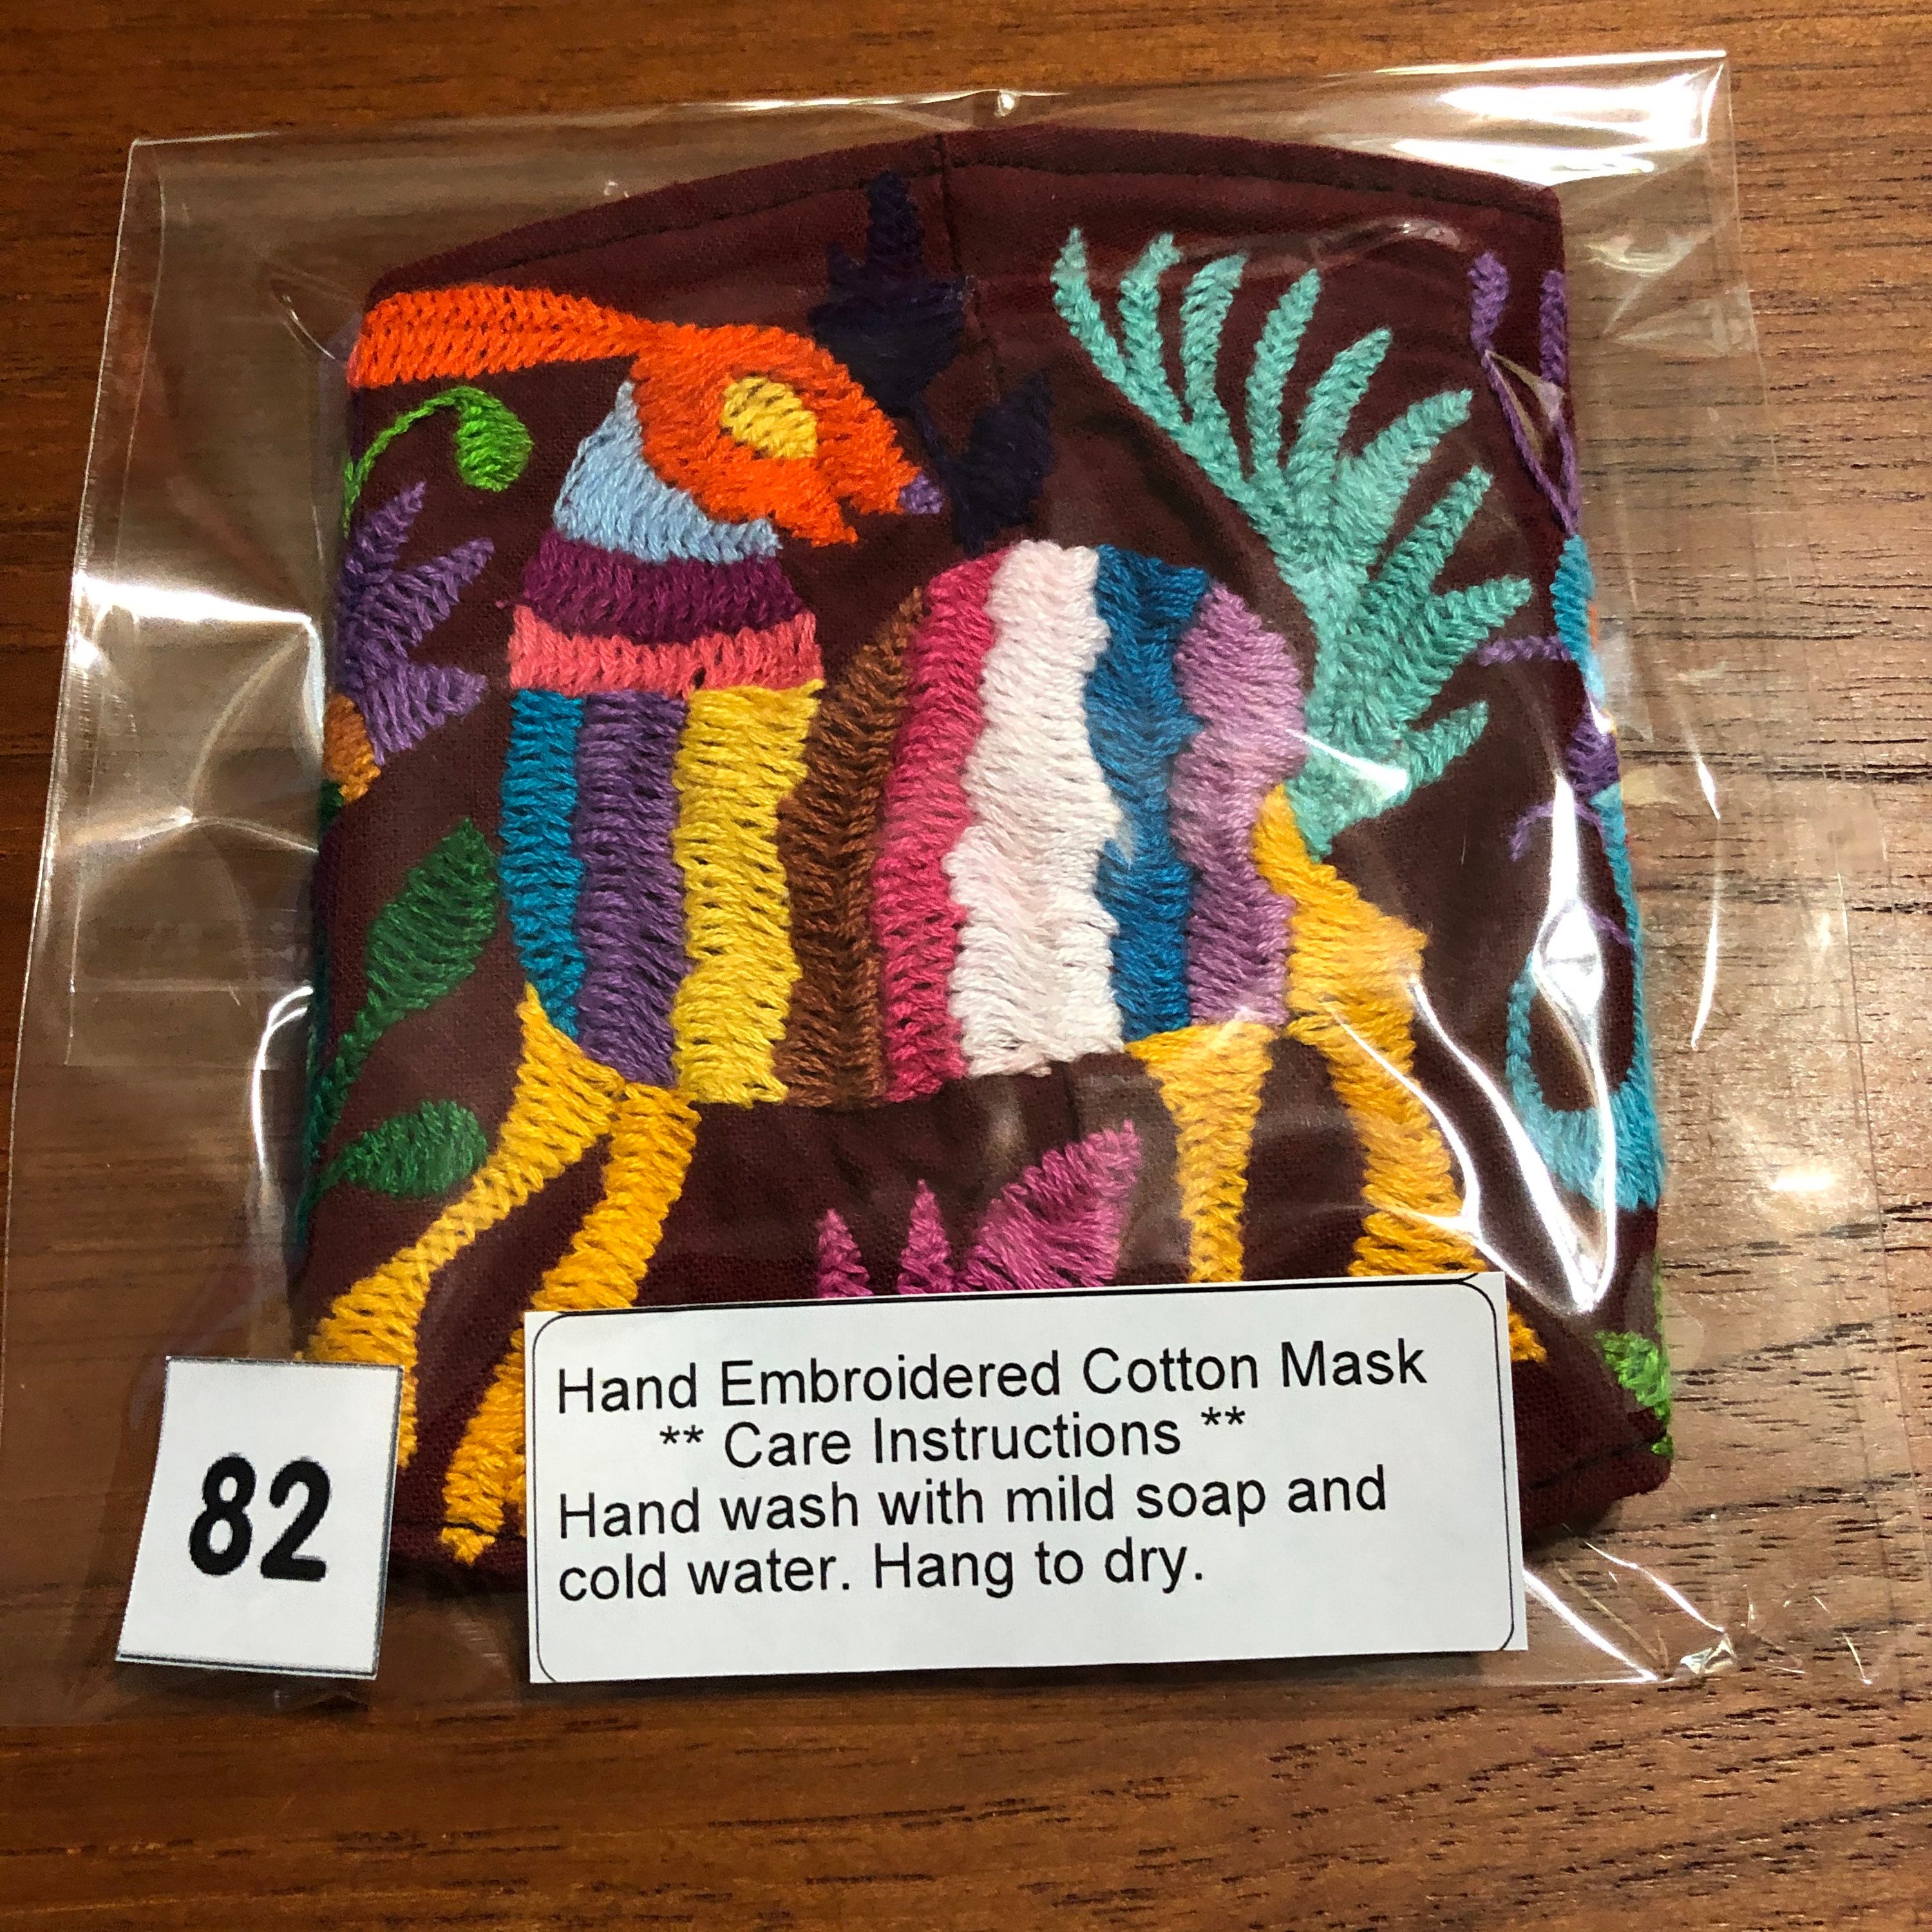 Hand Embroidered Cotton Mask
** Care Instructions **
Hand wash with mild soap and
cold water. Hang to dry.
82